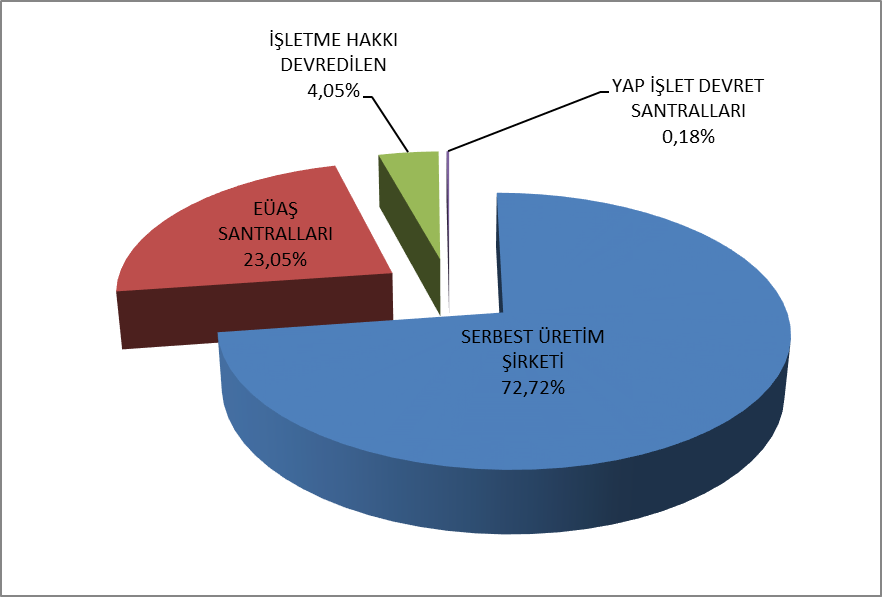 İŞLETME HAKKI
DEVREDİLEN
4,05%
YAP İŞLET DEVRET
SANTRALLARI
0,18%
EÜAŞ
SANTRALLARI
23,05%
SERBEST ÜRETİM
ŞİRKETİ
72,72%